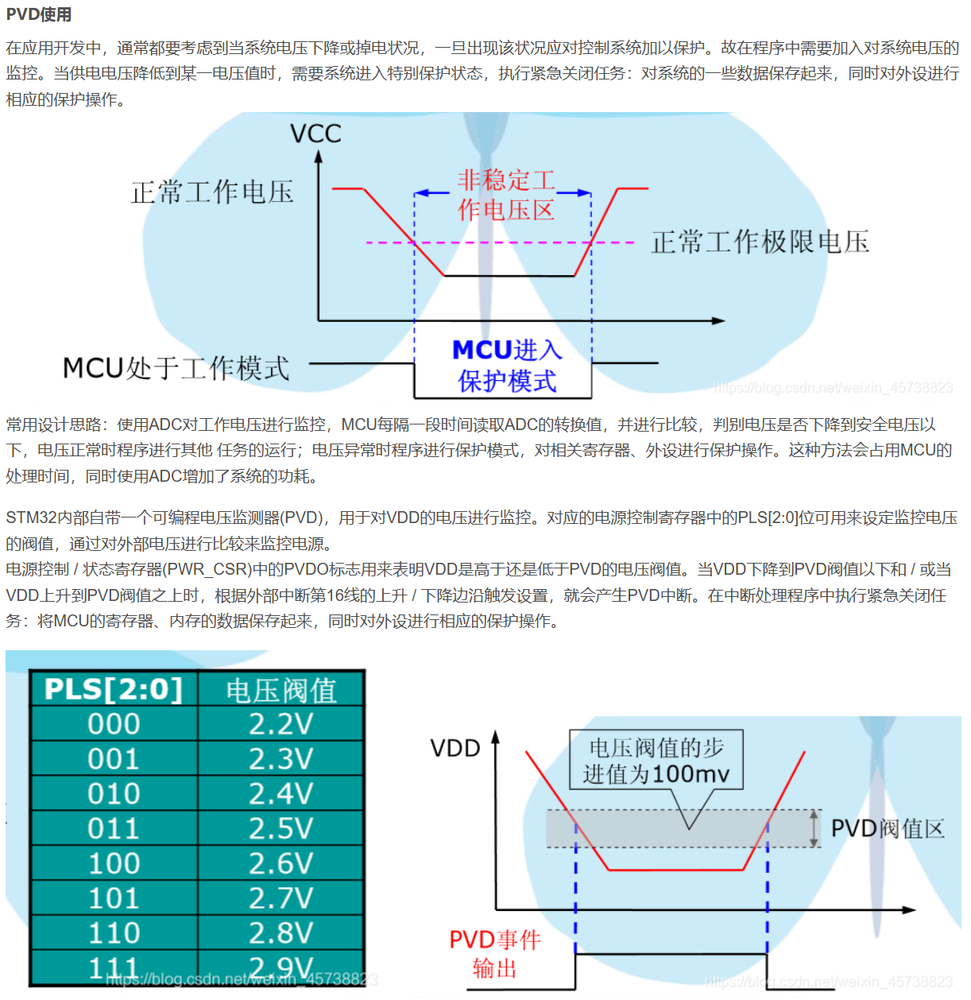 PVD使用
在应用开发中，通常都要考虑到当系统电压下降或掉电状况，一旦出现该状况应对控制系统加以保护。故在程序中需要加入对系统电压的
监控。当供电电压降低到某一电压值时，需要系统进入特别保护状态，执行紧急关闭任务：对系统的一些数据保存起来，同时对外设进行
相应的保护操作。
VCC
正常工作电压
非稳定工
作电压区
正常工作极限电压
MCU处于工作模式
MCU进入
保护模式
https://blog.csdn.net/weixin_45738823
常用设计思路：使用ADC对工作电压进行监控，MCU每隔一段时间读取ADC的转换值，并进行比较，判别电压是否下降到安全电压以
下，电压正常时程序进行其他 任务的运行；电压异常时程序进行保护模式，对相关寄存器、外设进行保护操作。这种方法会占用MCU的
处理时间，同时使用ADC增加了系统的功耗。
STM32内部自带一个可编程电压监测器(PVD)，用于对VDD的电压进行监控。对应的电源控制寄存器中的PLS[2:0]位可用来设定监控电压
的阀值，通过对外部电压进行比较来监控电源。
电源控制 / 状态寄存器(PWR_CSR)中的PVDO标志用来表明VDD是高于还是低于PVD的电压阀值。当VDD下降到PVD阀值以下和 / 或当
VDD上升到PVD阀值之上时，根据外部中断第16线的上升 / 下降边沿触发设置，就会产生PVD中断。在中断处理程序中执行紧急关闭任
务：将MCU的寄存器、内存的数据保存起来，同时对外设进行相应的保护操作。
PLS[2:0] 电压阀值
000 2.2V
001 2.3V
010 2.4V
011 2.5V
100 2.6V
101 2.7V
110 2.8V
111 2.9V
https://blog.csdn.net/weixin_45738823
VDD
电压阀值的步
进值为100mv
PVD阀值区
PVD事件
输出
https://blog.csdn.net/weixin_45738823